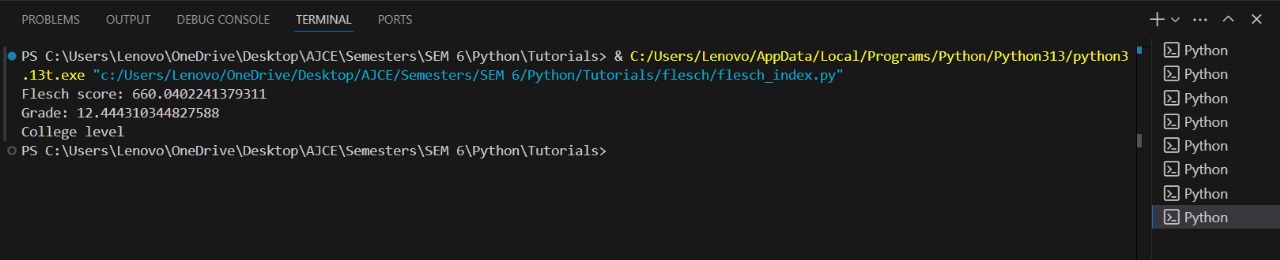 PROBLEMS OUTPUT DEBUG CONSOLE TERMINAL PORTS
PS C:\Users\Lenovo\OneDrive\Desktop\AJCE\Semesters\SEM 6\Python\Tutorials> & C:/Users/Lenovo/AppData/Local/Programs/Python/Python313/python3
.13t.exe "c:/Users/Lenovo/OneDrive/Desktop/AJCE/Semesters/SEM 6/Python/Tutorials/flesch/flesch_index.py"
Flesch score: 660.0402241379311
Grade: 12.444310344827588
College level
PS C:\Users\Lenovo\OneDrive\Desktop\AJCE\Semesters\SEM 6\Python\Tutorials>
Python
Python
Python
Python
Python
Python
Python
Python